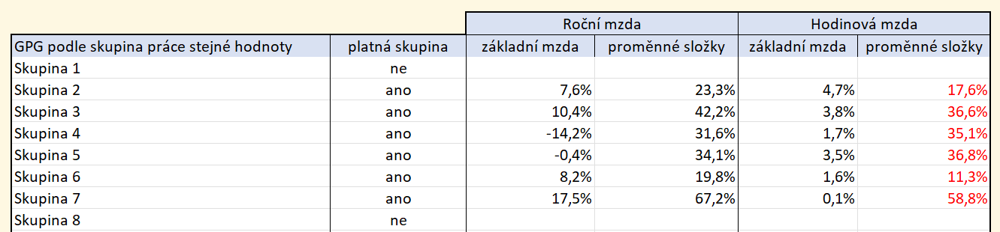 Roční mzda Hodinová mzda
GPG podle skupina práce stejné hodnoty platná skupina základní mzda proměnné složky základní mzda proměnné složky
Skupina 1 ne
Skupina 2 ano 7,6% 23,3% 4,7% 17,6%
Skupina 3 ano 10,4% 42,2% 3,8% 36,6%
Skupina 4 ano -14,2% 31,6% 1,7% 35,1%
Skupina 5 ano -0,4% 34,1% 3,5% 36,8%
Skupina 6 ano 8,2% 19,8% 1,6% 11,3%
Skupina 7 ano 17,5% 67,2% 0,1% 58,8%
Skupina 8 ne